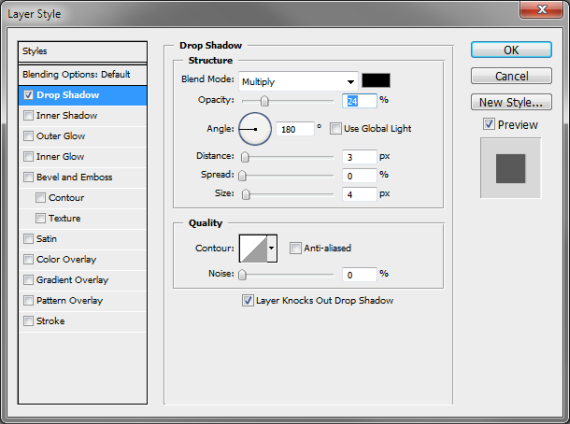 Layer Style
Styles
Blending Options: Default
Drop Shadow
Inner Shadow
Outer Glow
Inner Glow
Bevel and Emboss
Contour
Texture
Satin
Color Overlay
Gradient Overlay
Pattern Overlay
Stroke
Drop Shadow
Structure
Blend Mode: Multiply
Opacity: 24 %
Angle: 180 ° Use Global Light
Distance: 3 px
Spread: 0 %
Size: 4 px
Quality
Contour: Anti-aliased
Noise: 0 %
Layer Knocks Out Drop Shadow
OK
Cancel
New Style...
Preview